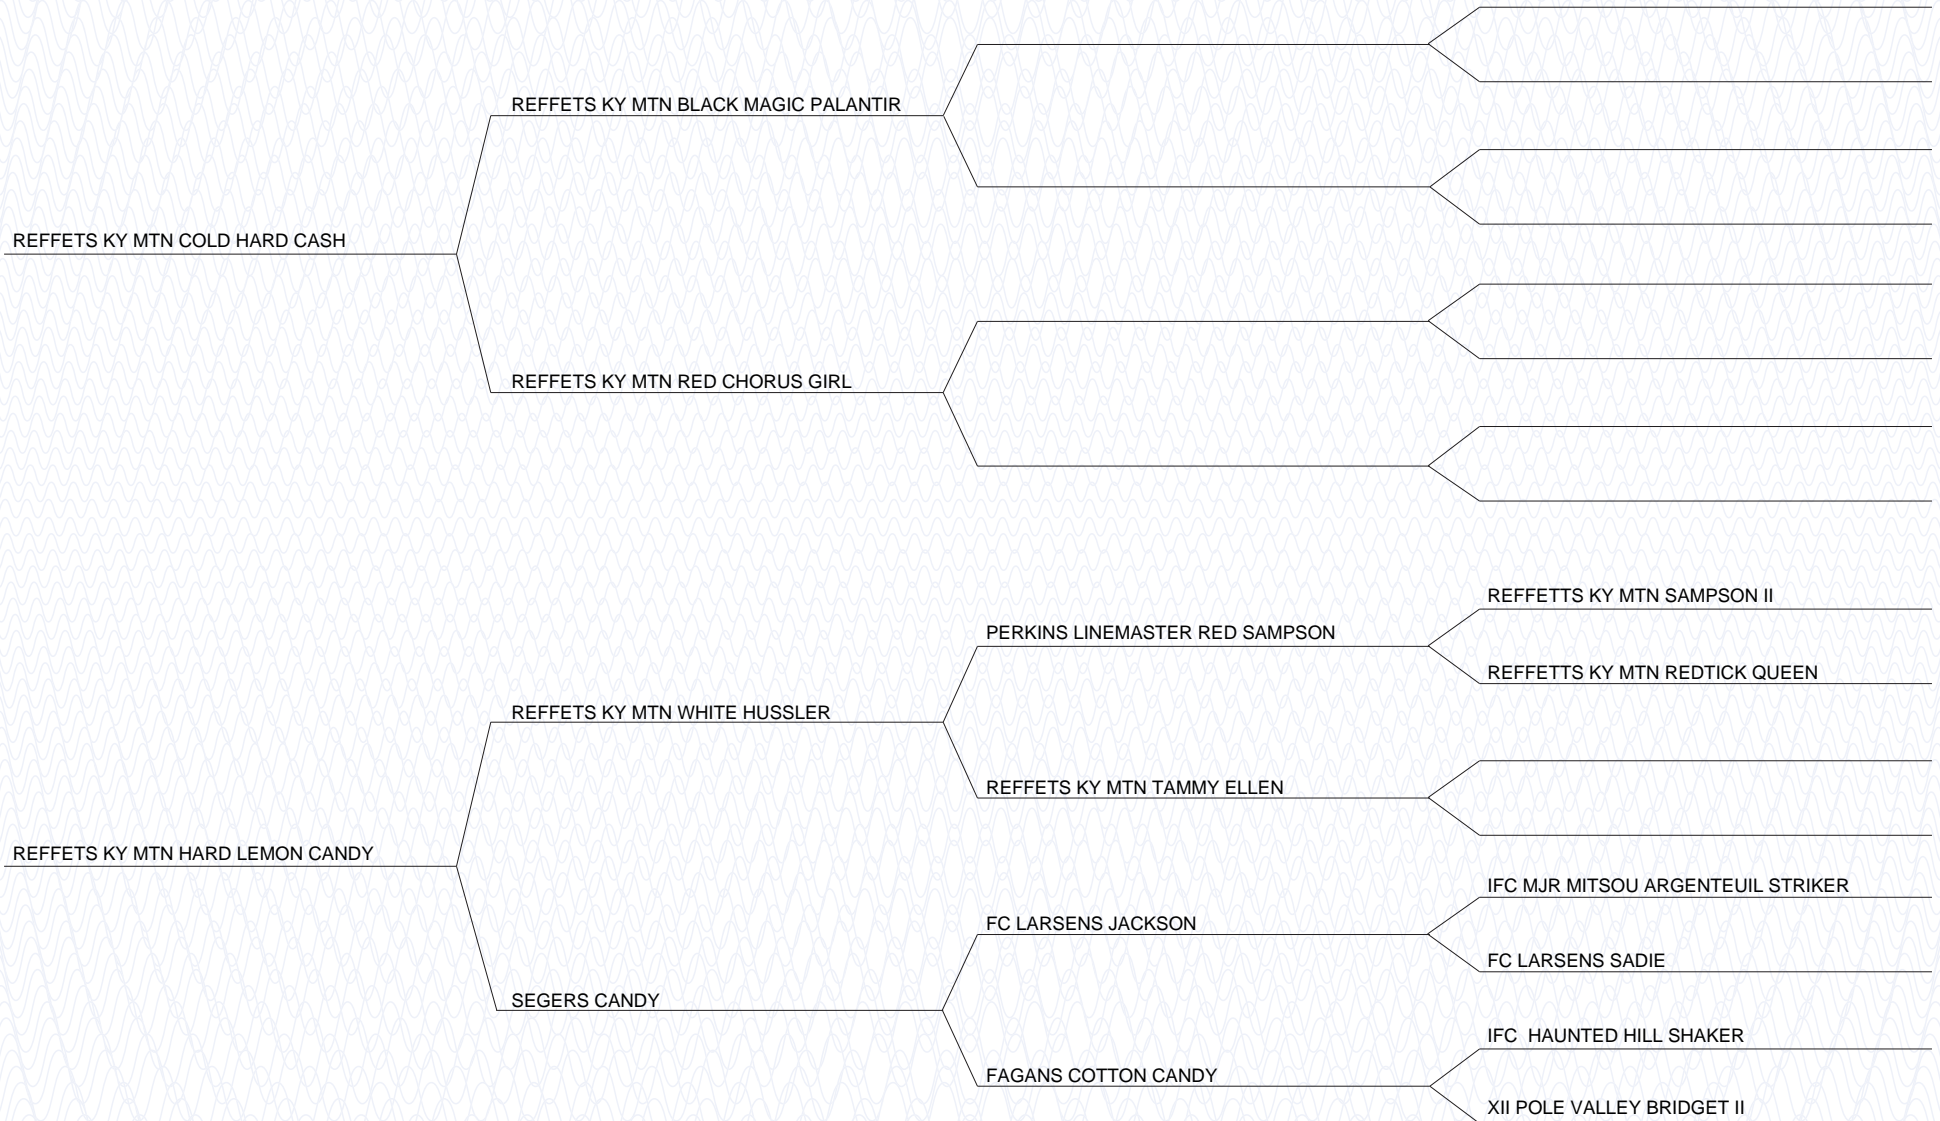 REFFETS KY MTN BLACK MAGIC PALANTIR
REFFETS KY MTN COLD HARD CASH
REFFETS KY MTN RED CHORUS GIRL
REFFETTS KY MTN SAMPSON II
PERKINS LINEMASTER RED SAMPSON
REFFETTS KY MTN REDTICK QUEEN
REFFETS KY MTN WHITE HUSSLER
REFFETS KY MTN TAMMY ELLEN
REFFETS KY MTN HARD LEMON CANDY
IFC MJR MITSOU ARGENTEUIL STRIKER
FC LARSENS JACKSON
FC LARSENS SADIE
SEGERS CANDY
IFC  HAUNTED HILL SHAKER
FAGANS COTTON CANDY
XII POLE VALLEY BRIDGET II